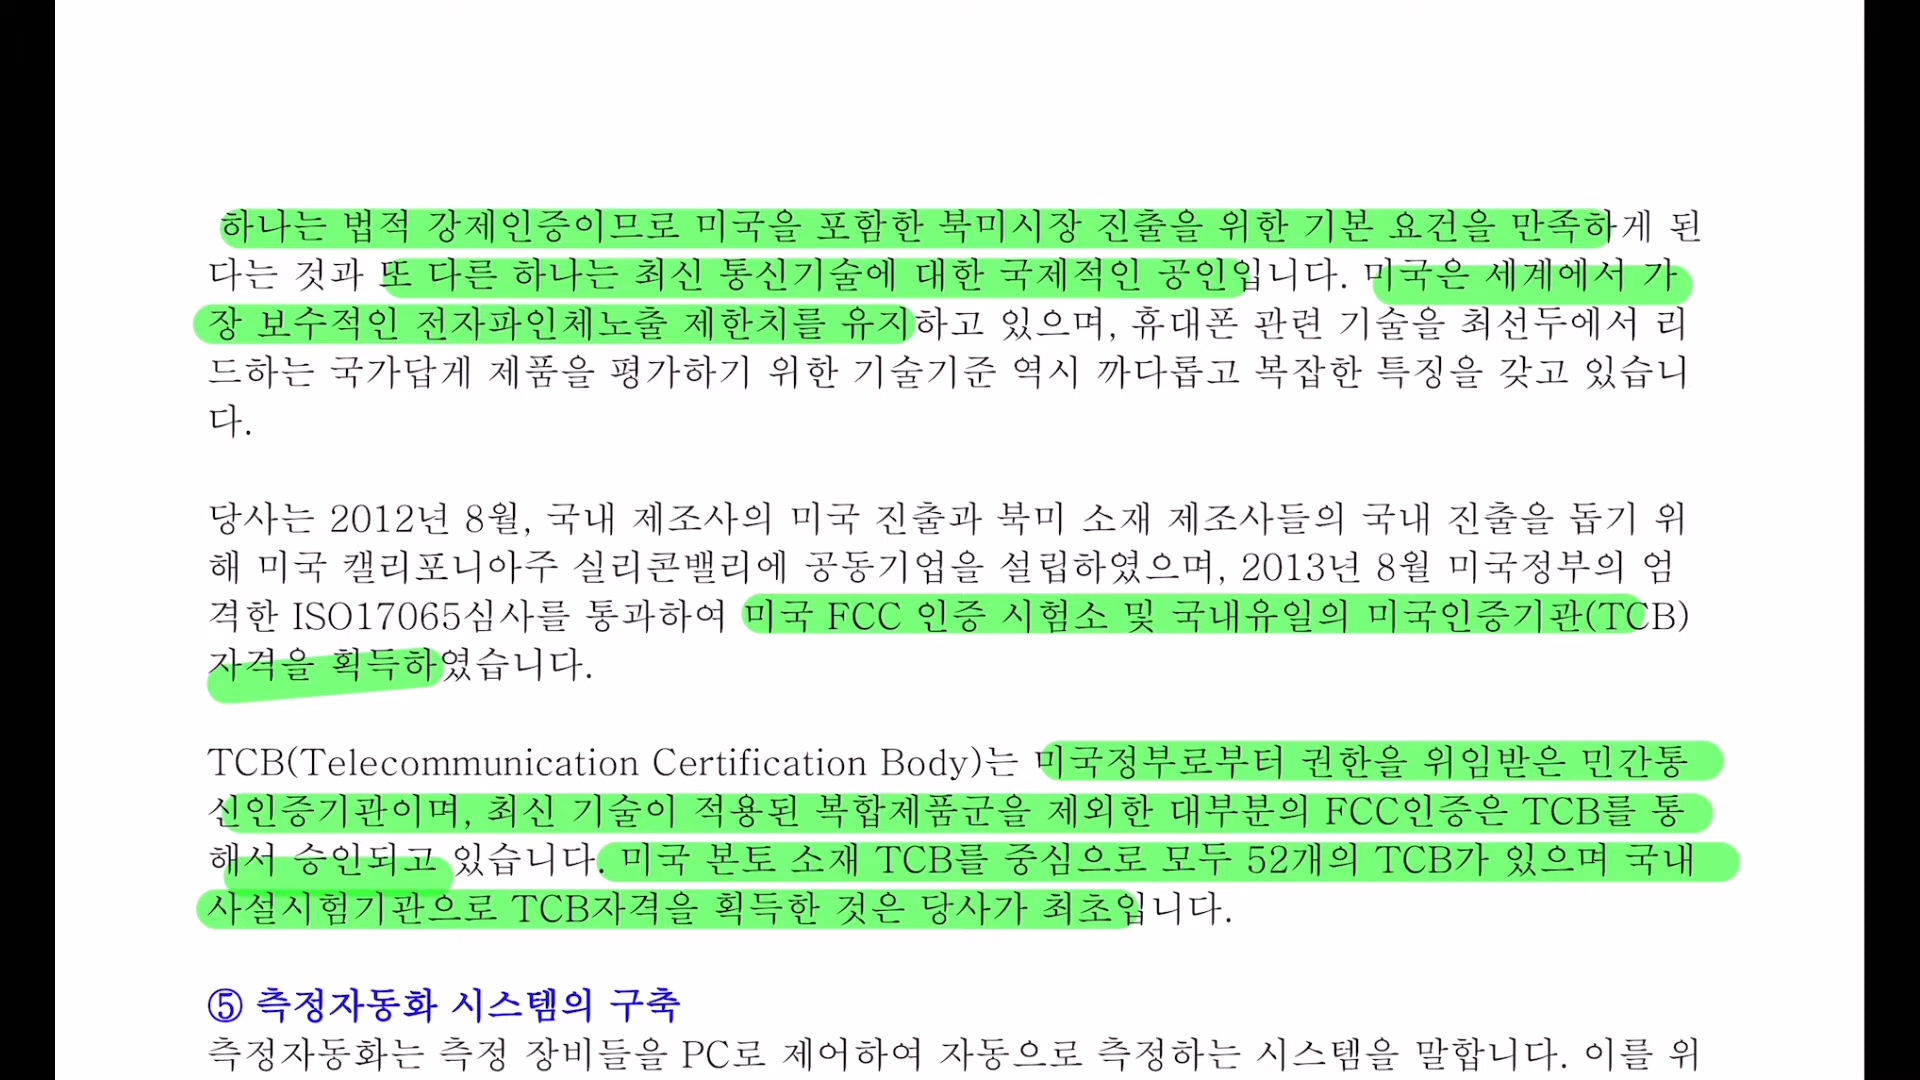 하나는 법적 강제인증이므로 미국을 포함한 북미시장 진출을 위한 기본 요건을 만족하게 된
다는 것과 또 다른 하나는 최신 통신기술에 대한 국제적인 공인입니다. 미국은 세계에서 가
장 보수적인 전자파인체노출 제한치를 유지하고 있으며, 휴대폰 관련 기술을 최선두에서 리
드하는 국가답게 제품을 평가하기 위한 기술기준 역시 까다롭고 복잡한 특징을 갖고 있습니
다.
당사는 2012년 8월, 국내 제조사의 미국 진출과 북미 소재 제조사들의 국내 진출을 돕기 위
해 미국 캘리포니아주 실리콘밸리에 공동기업을 설립하였으며, 2013년 8월 미국정부의 엄
격한 ISO17065심사를 통과하여 미국 FCC 인증 시험소 및 국내유일의 미국인증기관(TCB)
자격을 획득하였습니다.
TCB(Telecommunication Certification Body)는 미국정부로부터 권한을 위임받은 민간통
신인증기관이며, 최신 기술이 적용된 복합제품군을 제외한 대부분의 FCC인증은 TCB를 통
해서 승인되고 있습니다. 미국 본토 소재 TCB를 중심으로 모두 52개의 TCB가 있으며 국내
사설시험기관으로 TCB자격을 획득한 것은 당사가 최초입니다.
⑤ 측정자동화 시스템의 구축
측정자동화는 측정 장비들을 PC로 제어하여 자동으로 측정하는 시스템을 말합니다. 이를 위